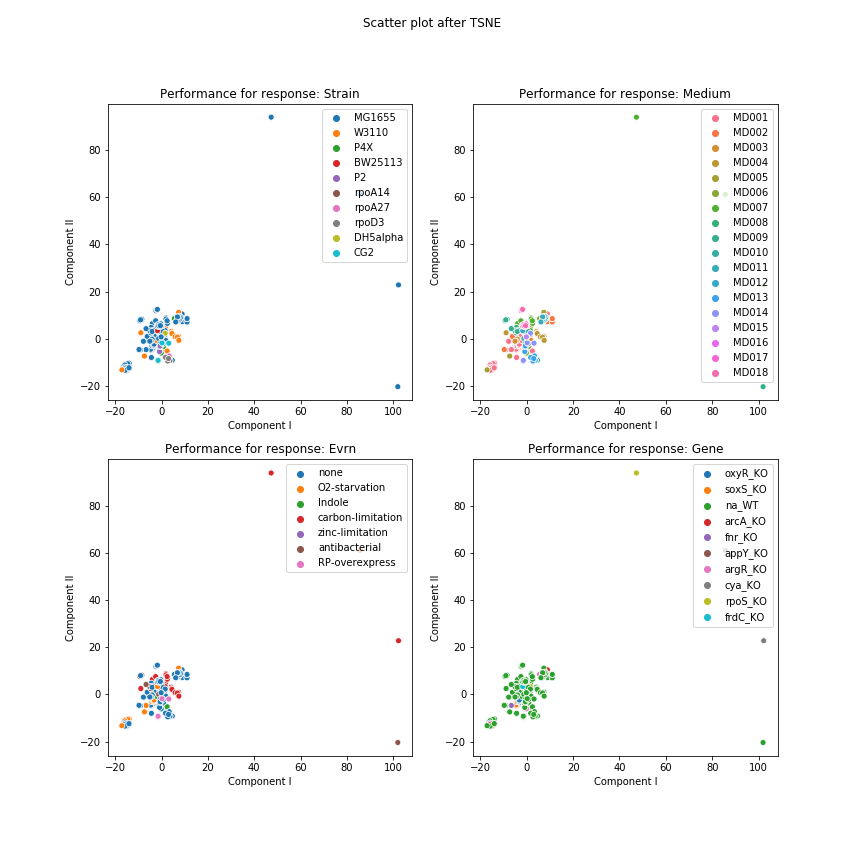 Scatter plot after TSNE
Performance for response: Strain
80
60
40
20
0
−20
Component II
−20 0 20 40 60 80 100
Component I
MG1655
W3110
P4X
BW25113
P2
rpoA14
rpoA27
rpoD3
DH5alpha
CG2
Performance for response: Medium
80
60
40
20
0
−20
Component II
−20 0 20 40 60 80 100
Component I
MD001
MD002
MD003
MD004
MD005
MD006
MD007
MD008
MD009
MD010
MD011
MD012
MD013
MD014
MD015
MD016
MD017
MD018
Performance for response: Evrn
80
60
40
20
0
−20
Component II
−20 0 20 40 60 80 100
Component I
none
O2-starvation
Indole
carbon-limitation
zinc-limitation
antibacterial
RP-overexpress
Performance for response: Gene
80
60
40
20
0
−20
Component II
−20 0 20 40 60 80 100
Component I
oxyR_KO
soxS_KO
na_WT
arcA_KO
fnr_KO
appY_KO
argR_KO
cya_KO
rpoS_KO
frdC_KO